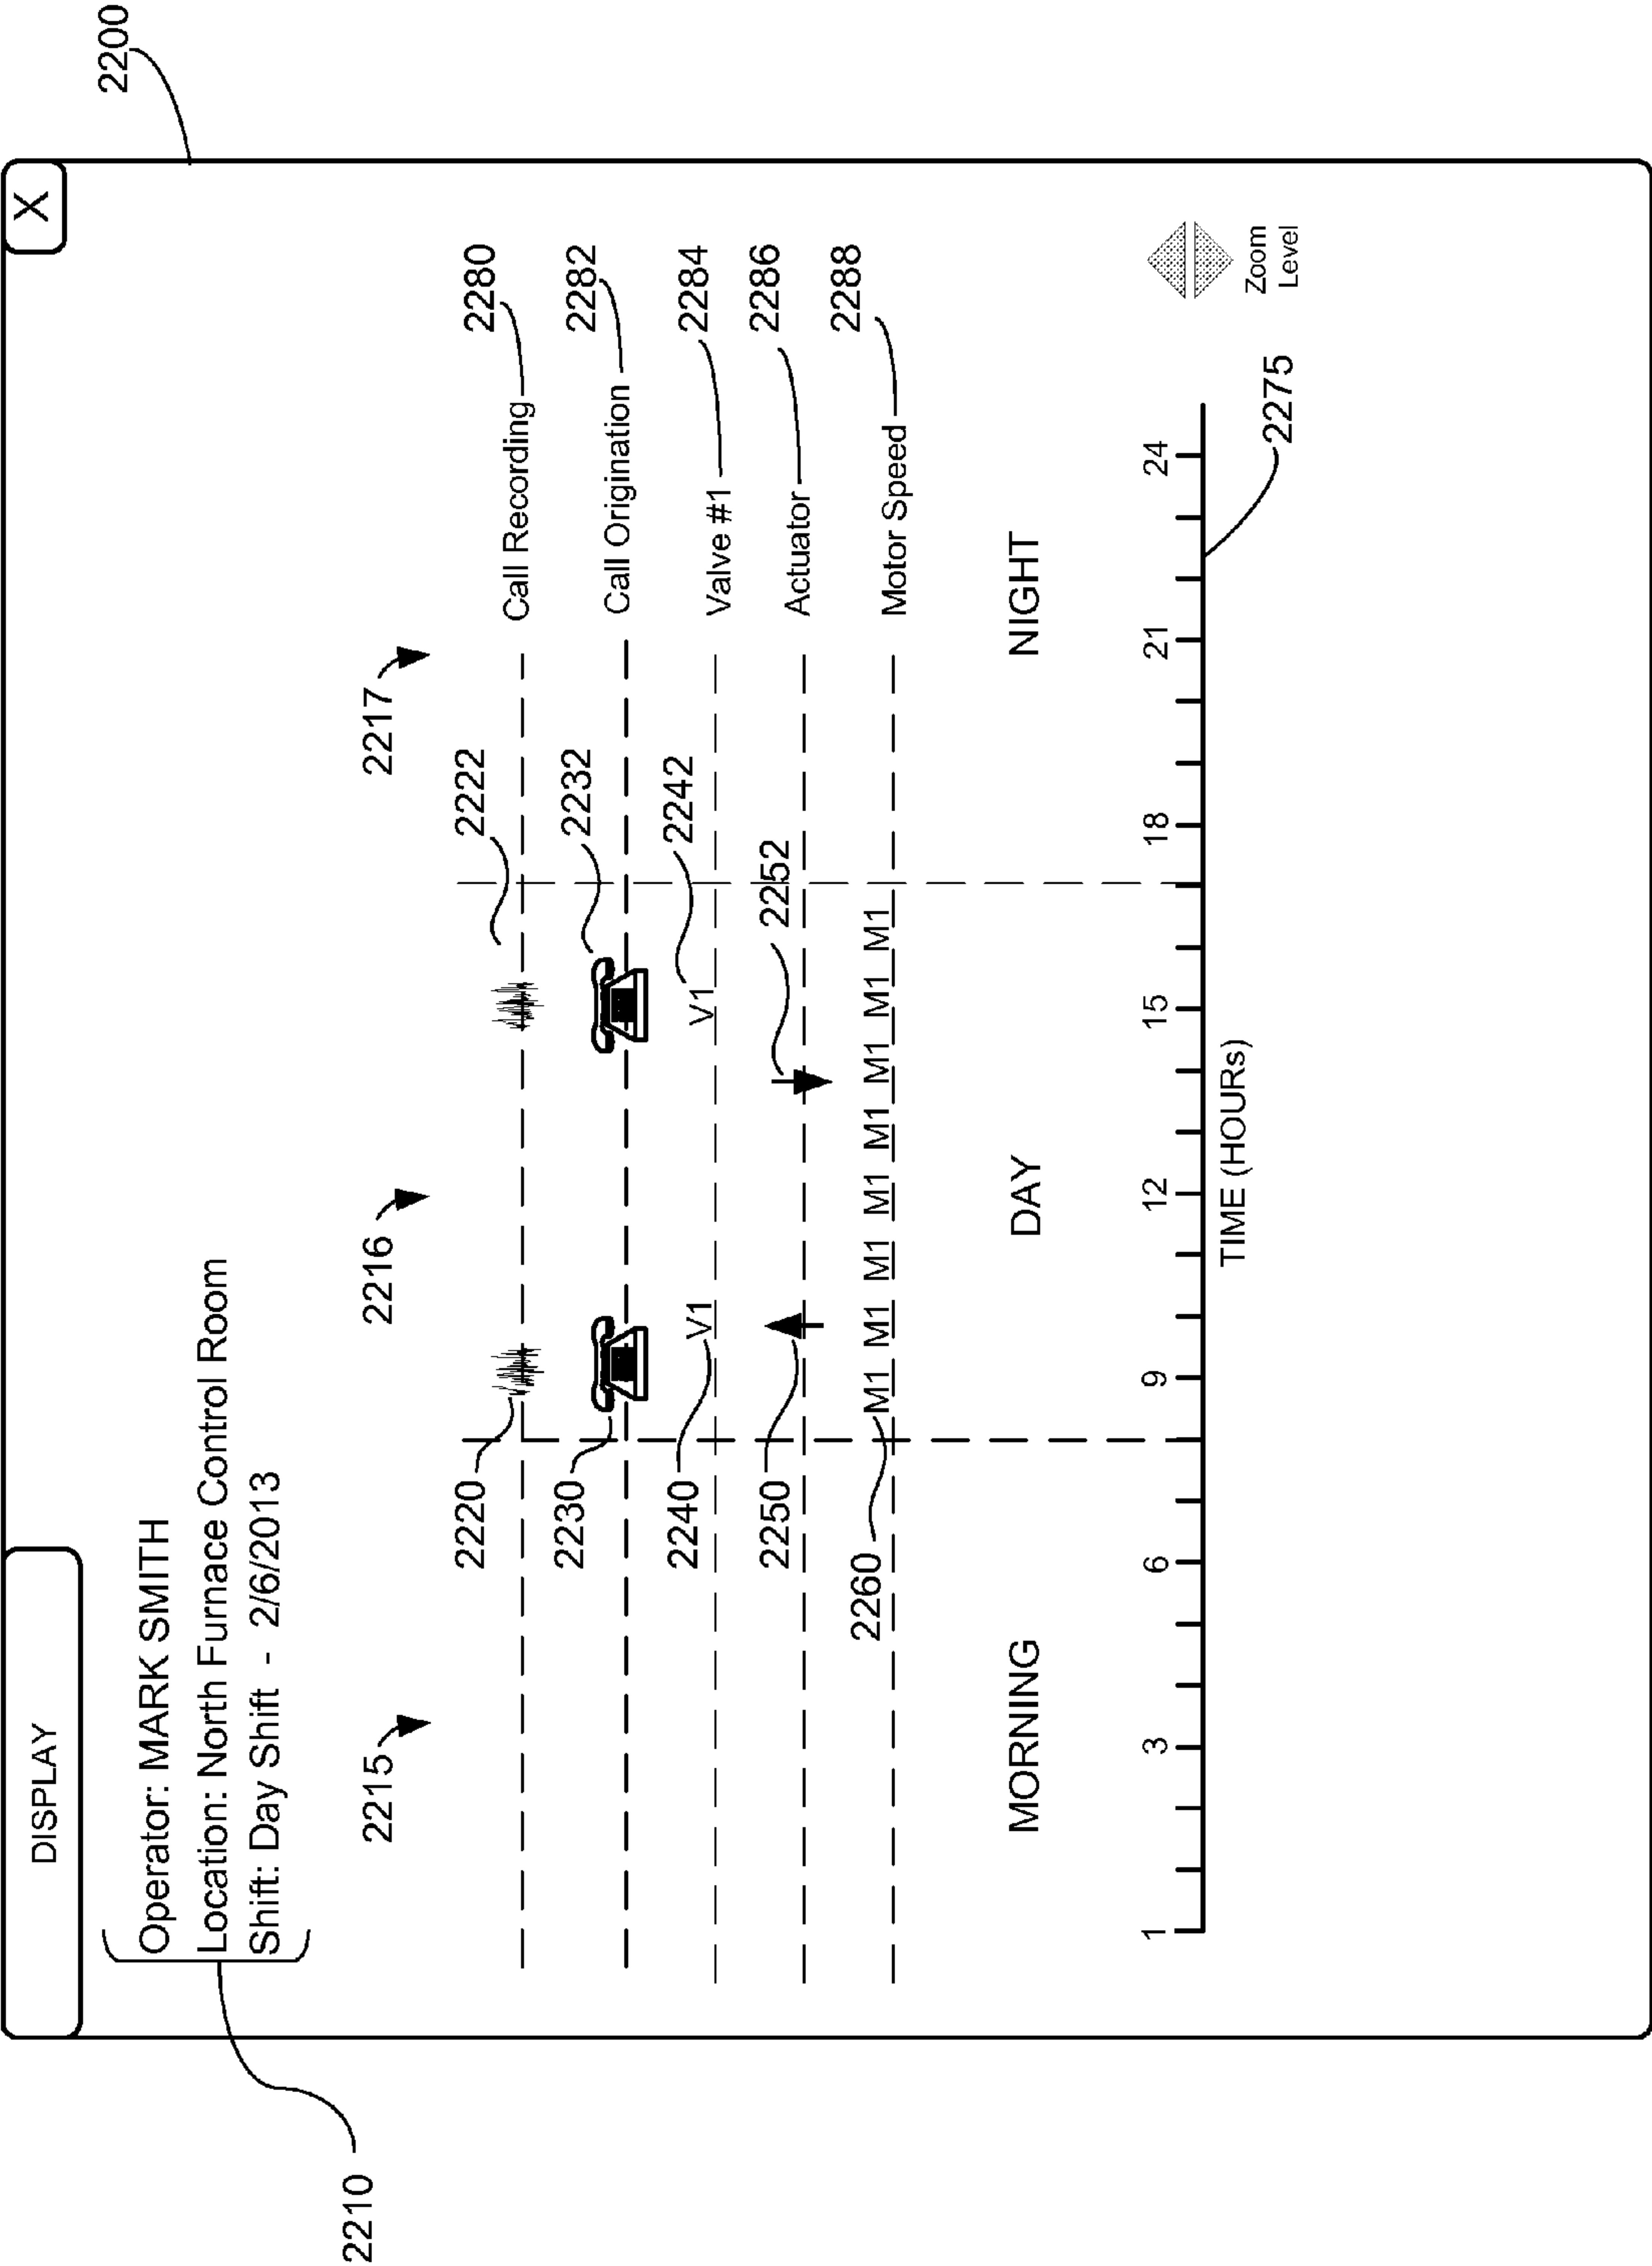 2200
DISPLAY
X
2210
Operator: MARK SMITH
Location: North Furnace Control Room
Shift: Day Shift - 2/6/2013
2215
2216
2217
2220
2222
Call Recording
2280
2230
2232
Call Origination
2282
2240
V1
V1
2242
Valve #1
2284
2250
2252
Actuator
2286
2260
M1 M1 M1 M1 M1 M1 M1 M1
Motor Speed
2288
MORNING
DAY
NIGHT
1 3 6 9 12 15 18 21 24
TIME (HOURs)
2275
Zoom
Level